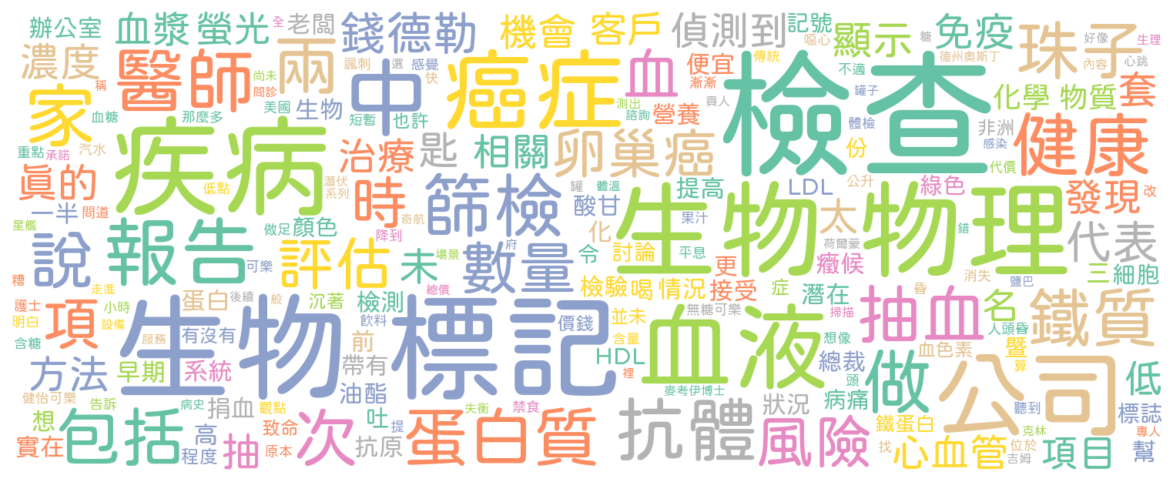 辦公室 血漿 螢光 全 老闆 錢德勒 機會 客戶 偵測到 記號 噁心 顯示 糖 免疫 珠子 好像 生理
濃度 醫師 尚未 兩 諷刺 選 感覺 快 中 癌症 血 便宜 漸漸 傳統 不適 德州奧斯丁 內容 心跳
家 稱 問診 美國 生物 短暫 也許 測出 諮詢 貴人 營養 罐子 檢查 化學 物質 套
血糖 那麼多 體檢 份 非洲 感染 健康
重點 承諾 汽水 疾病 治療 匙 相關 卵巢癌 代價
眞的 低點 潛伏 系列 時 篩檢 罐 體溫 提高 LDL 公升 綠色 發現 改
一半 問道 奇航 酸甘 生物物理 果汁 太
星艦 說 報告 做足 顏色 降到 場景 府 化 令 討論 平息 荷爾蒙 錯 代表
可樂 評估 未 數量 更 癥候
糟 走進 總價 檢驗 喝 情況 接受 症 潛在 消失 鹽巴 三 細胞
護士 小時 蛋白 後續 般 沉著 檢測 無糖可樂 掃描 昏 名 抽血 鐵質
明白 設備 項 生物標記 飲料 價錢 並未 血液 想像 人頭昏
含糖 服務 有沒有 前 含量 血色素 暨 算
方法 早期 系統 帶有 油酯 HDL 裡 總裁 頭 做 公司 低
健怡可樂 告訴 病史 捐血 觀點 吐 失衡 禁食 麥考伊博士 病痛 聽到 標誌
想 包括 高 致命 次 提 蛋白質 抗體 狀況 風險 鐵蛋白 克林 專人
實在 程度 抽 原本 抗原 找 心血管 位於 吉姆 項目 幫